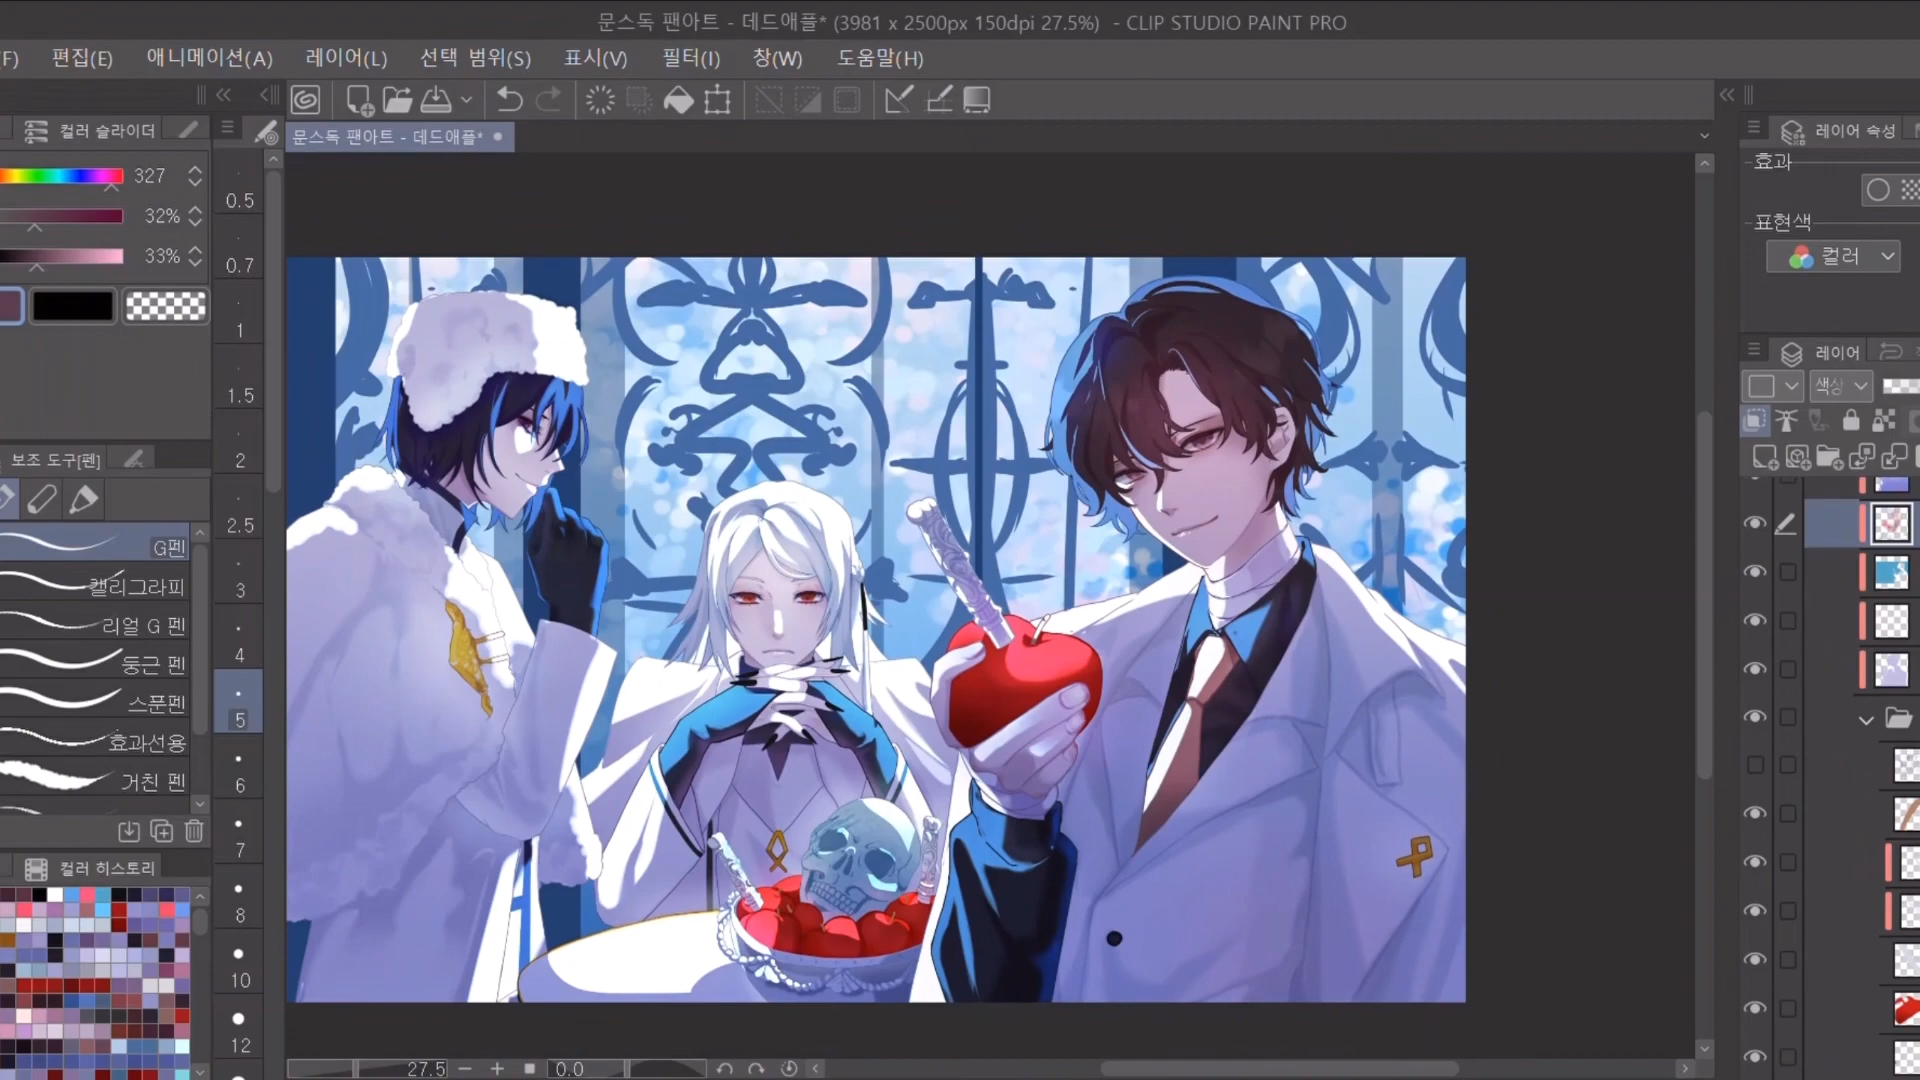 문스독 팬아트 - 데드애플* (3981 x 2500px 150dpi 27.5%) - CLIP STUDIO PAINT PRO
F) 편집(E) 애니메이션(A) 레이어(L) 선택 범위(S) 표시(V) 필터(I) 창(W) 도움말(H)
컬러 슬라이더
문스독 팬아트 - 데드애플*
레이어 속성
327
32%
33%
효과
표현색
컬러
레이어
색상
0.5
0.7
1
1.5
2
2.5
3
4
5
6
7
8
10
12
보조 도구[펜]
G펜
캘리그라피
리얼 G 펜
둥근 펜
스푼펜
효과선용
거친 펜
컬러 히스토리
27.5
0.0